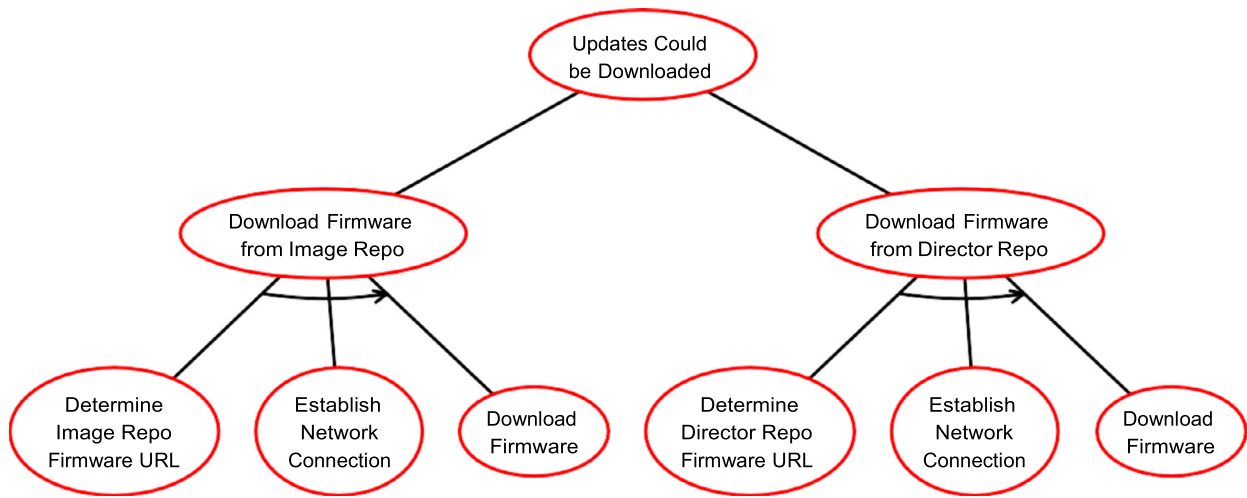 Updates Could
be Downloaded
Download Firmware
from Image Repo
Download Firmware
from Director Repo
Determine
Image Repo
Firmware URL
Establish
Network
Connection
Download
Firmware
Determine
Director Repo
Firmware URL
Establish
Network
Connection
Download
Firmware